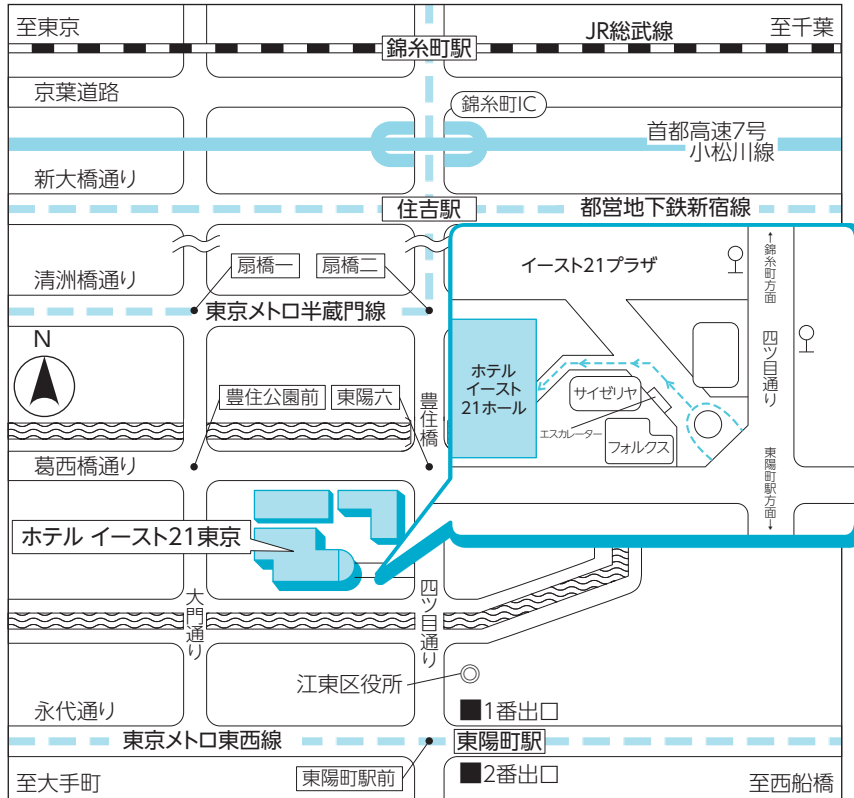 至東京
JR総武線
至千葉
錦糸町駅
京葉道路
錦糸町IC
首都高速7号
小松川線
新大橋通り
住吉駅
都営地下鉄新宿線
清洲橋通り
扇橋一
扇橋二
東京メトロ半蔵門線
N
豊住公園前
東陽六
豊住橋
葛西橋通り
イースト21プラザ
←錦糸町方面
四ツ目通り
東陽町駅方面→
ホテル
イースト
21ホール
サイゼリヤ
エスカレーター
フォルクス
ホテル イースト21東京
大門通り
四ツ目通り
江東区役所
永代通り
1番出口
東京メトロ東西線
東陽町駅
東陽町駅前
2番出口
至大手町
至西船橋